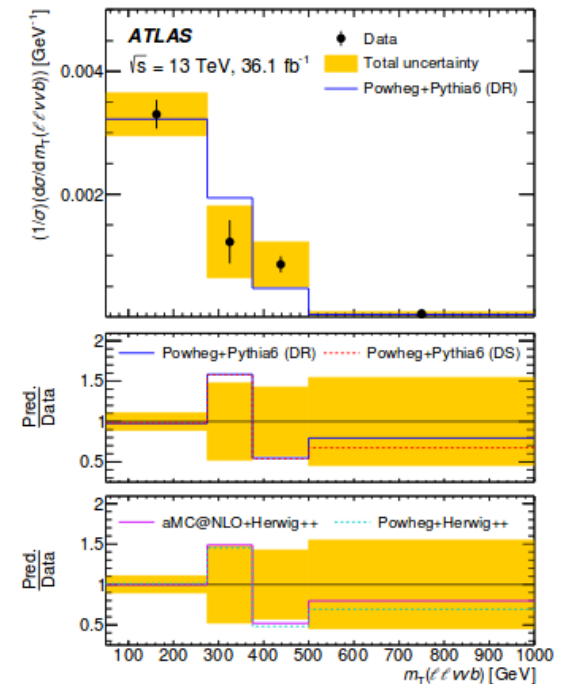 ATLAS
√s = 13 TeV, 36.1 fb⁻¹
Data
Total uncertainty
Powheg+Pythia6 (DR)
(1/σ)(dσ/dm_T(ℓℓννb)) [GeV⁻¹]
0.004
0.002
Powheg+Pythia6 (DR) Powheg+Pythia6 (DS)
Pred.
Data
2
1.5
1
0.5
aMC@NLO+Herwig++ Powheg+Herwig++
Pred.
Data
2
1.5
1
0.5
100 200 300 400 500 600 700 800 900 1000
m_T(ℓℓννb) [GeV]